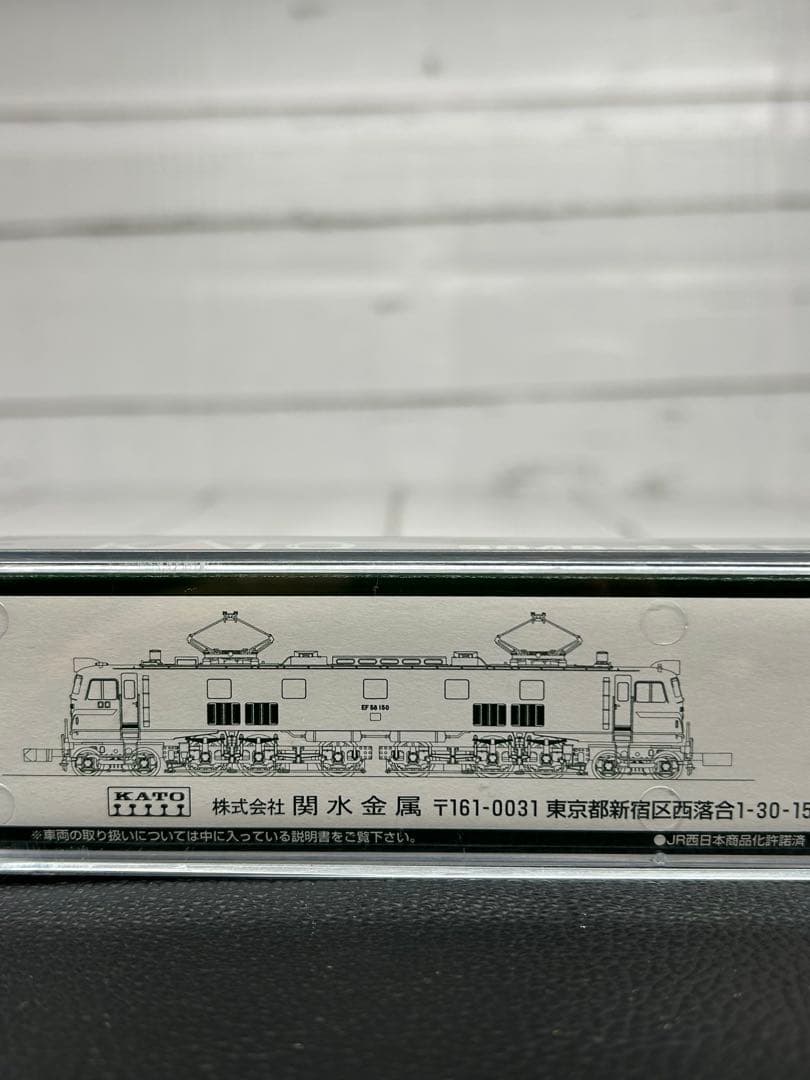 EF 58 150
KATO
株式会社 関水金属 〒161-0031 東京都新宿区西落合1-30-15
※車両の取り扱いについては中に入っている説明書をご覧下さい。
●JR西日本商品化許諾済